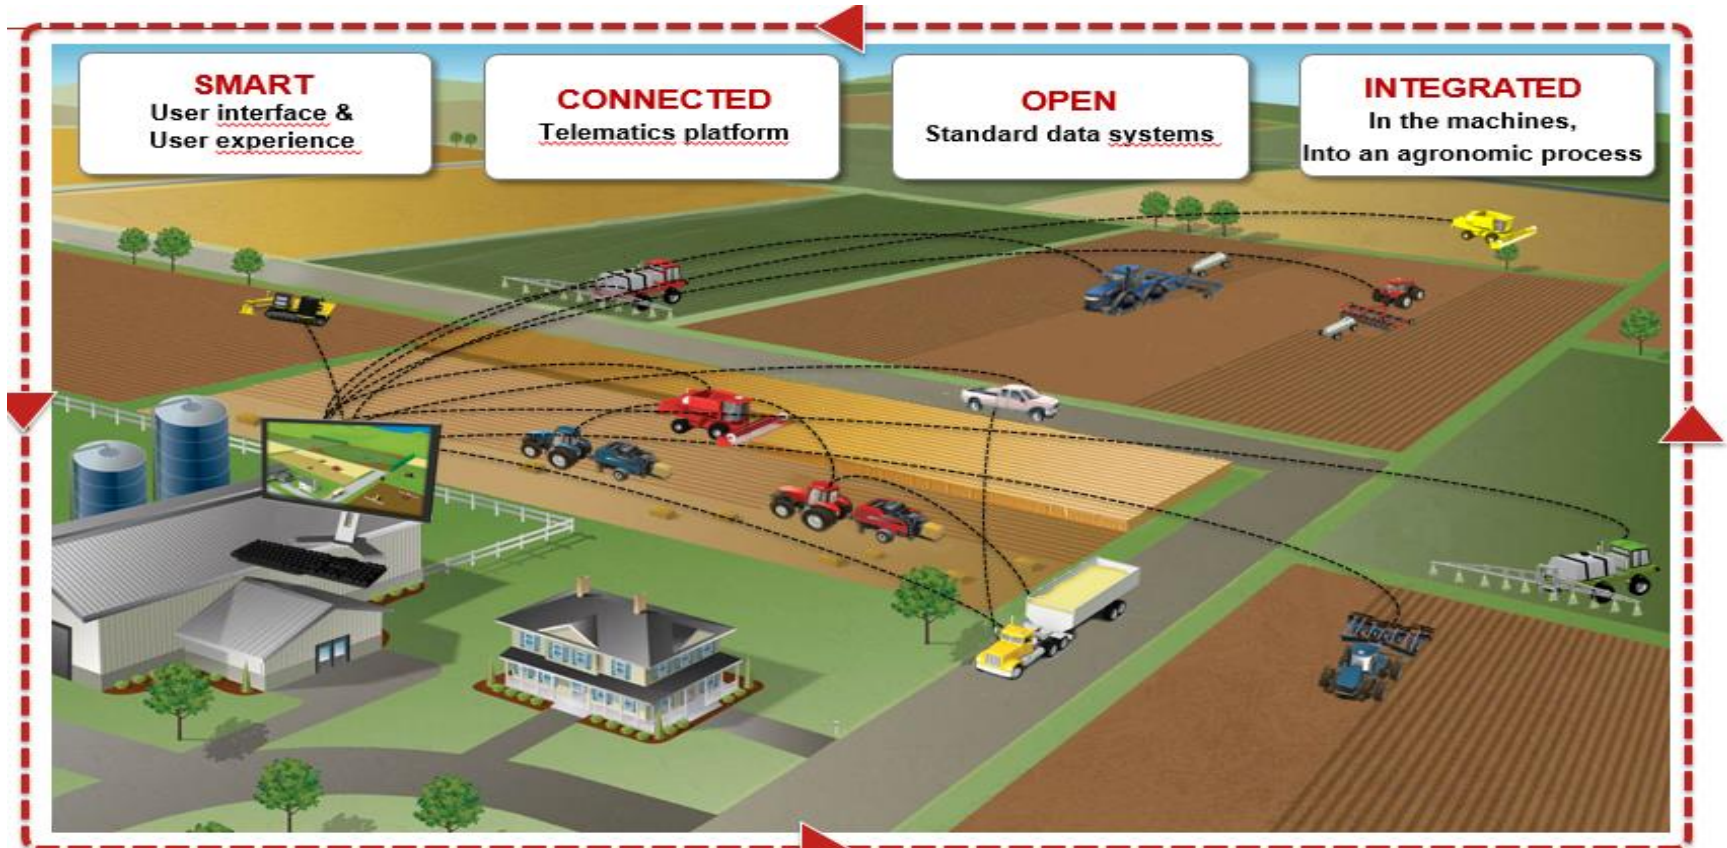 SMART
User interface &
User experience
CONNECTED
Telematics platform
OPEN
Standard data systems
INTEGRATED
In the machines,
Into an agronomic process